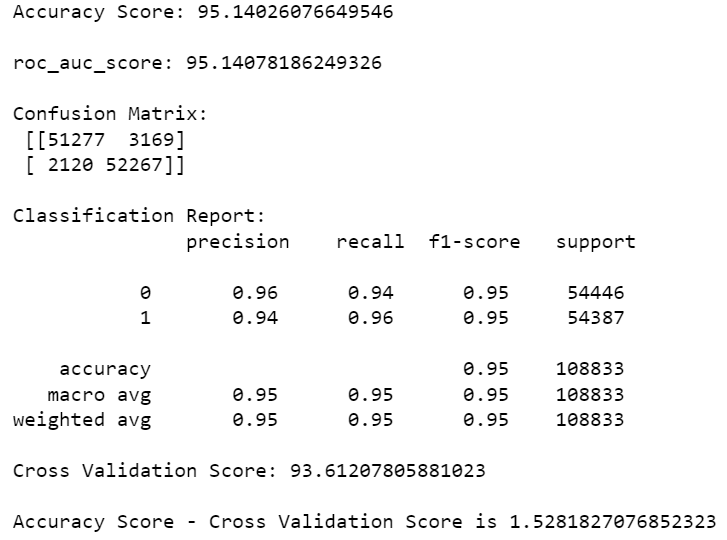 Accuracy Score: 95.14026076649546
roc_auc_score: 95.14078186249326
Confusion Matrix:
[[51277 3169]
[ 2120 52267]]
Classification Report:
precision recall f1-score support
0 0.96 0.94 0.95 54446
1 0.94 0.96 0.95 54387
accuracy 0.95 108833
macro avg 0.95 0.95 0.95 108833
weighted avg 0.95 0.95 0.95 108833
Cross Validation Score: 93.61207805881023
Accuracy Score - Cross Validation Score is 1.5281827076852323